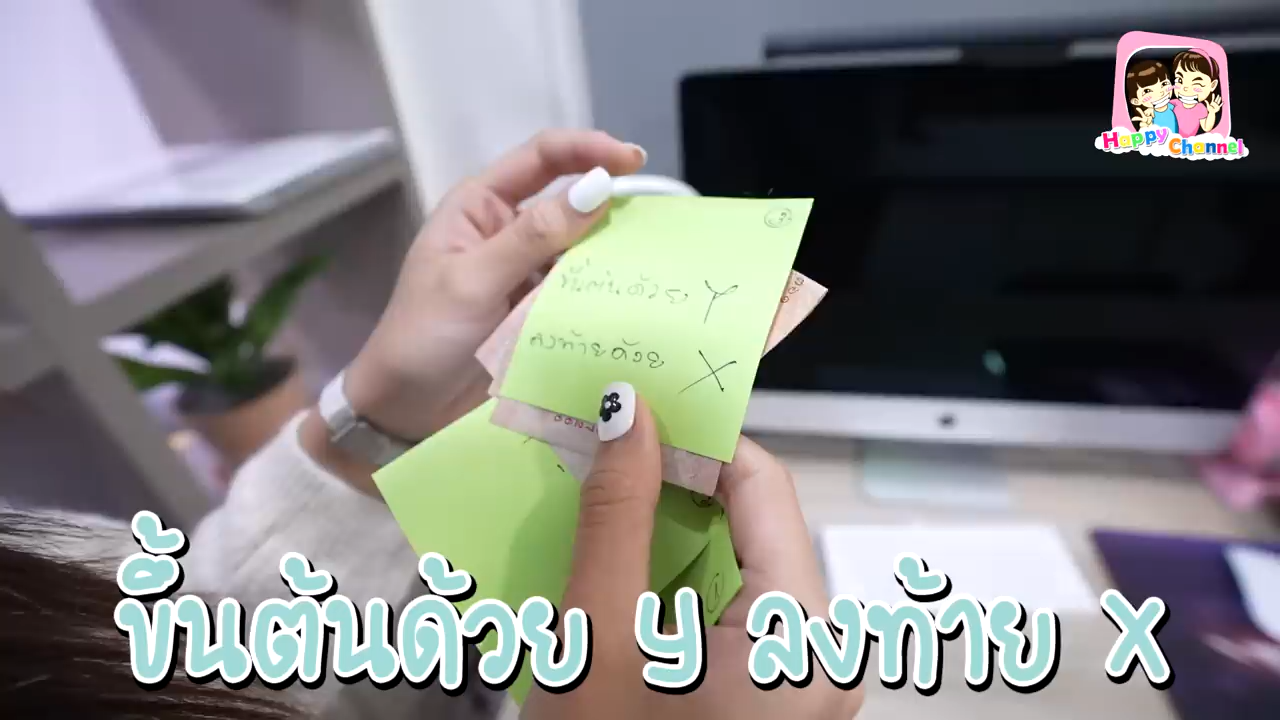 Happy Channel
ขึ้นต้นด้วย Y
ลงท้ายด้วย X
ขึ้นต้นด้วย y ลงท้าย x